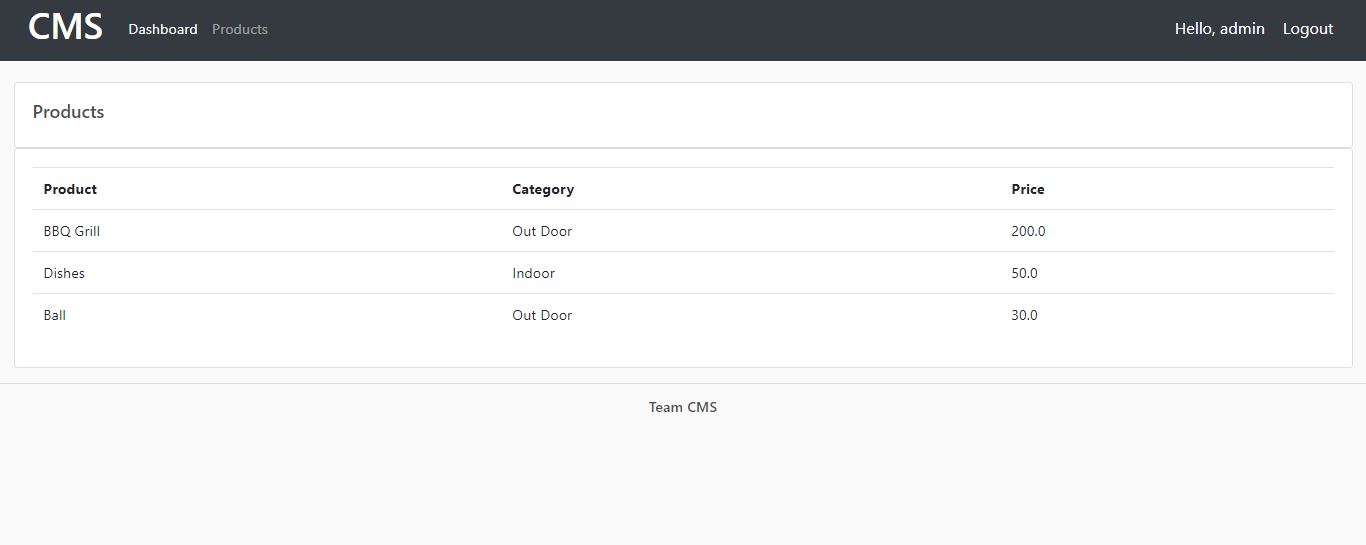 CMS Dashboard Products Hello, admin Logout
Products
Product Category Price
BBQ Grill Out Door 200.0
Dishes Indoor 50.0
Ball Out Door 30.0
Team CMS